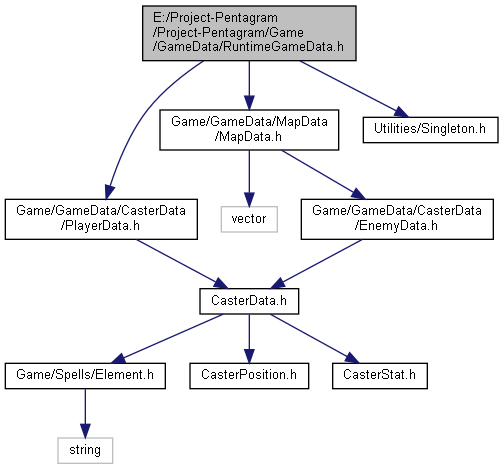 E:/Project-Pentagram
/Project-Pentagram/Game
/GameData/RuntimeGameData.h
Game/GameData/MapData
/MapData.h
Utilities/Singleton.h
Game/GameData/CasterData
/PlayerData.h
vector
Game/GameData/CasterData
/EnemyData.h
CasterData.h
Game/Spells/Element.h
CasterPosition.h
CasterStat.h
string